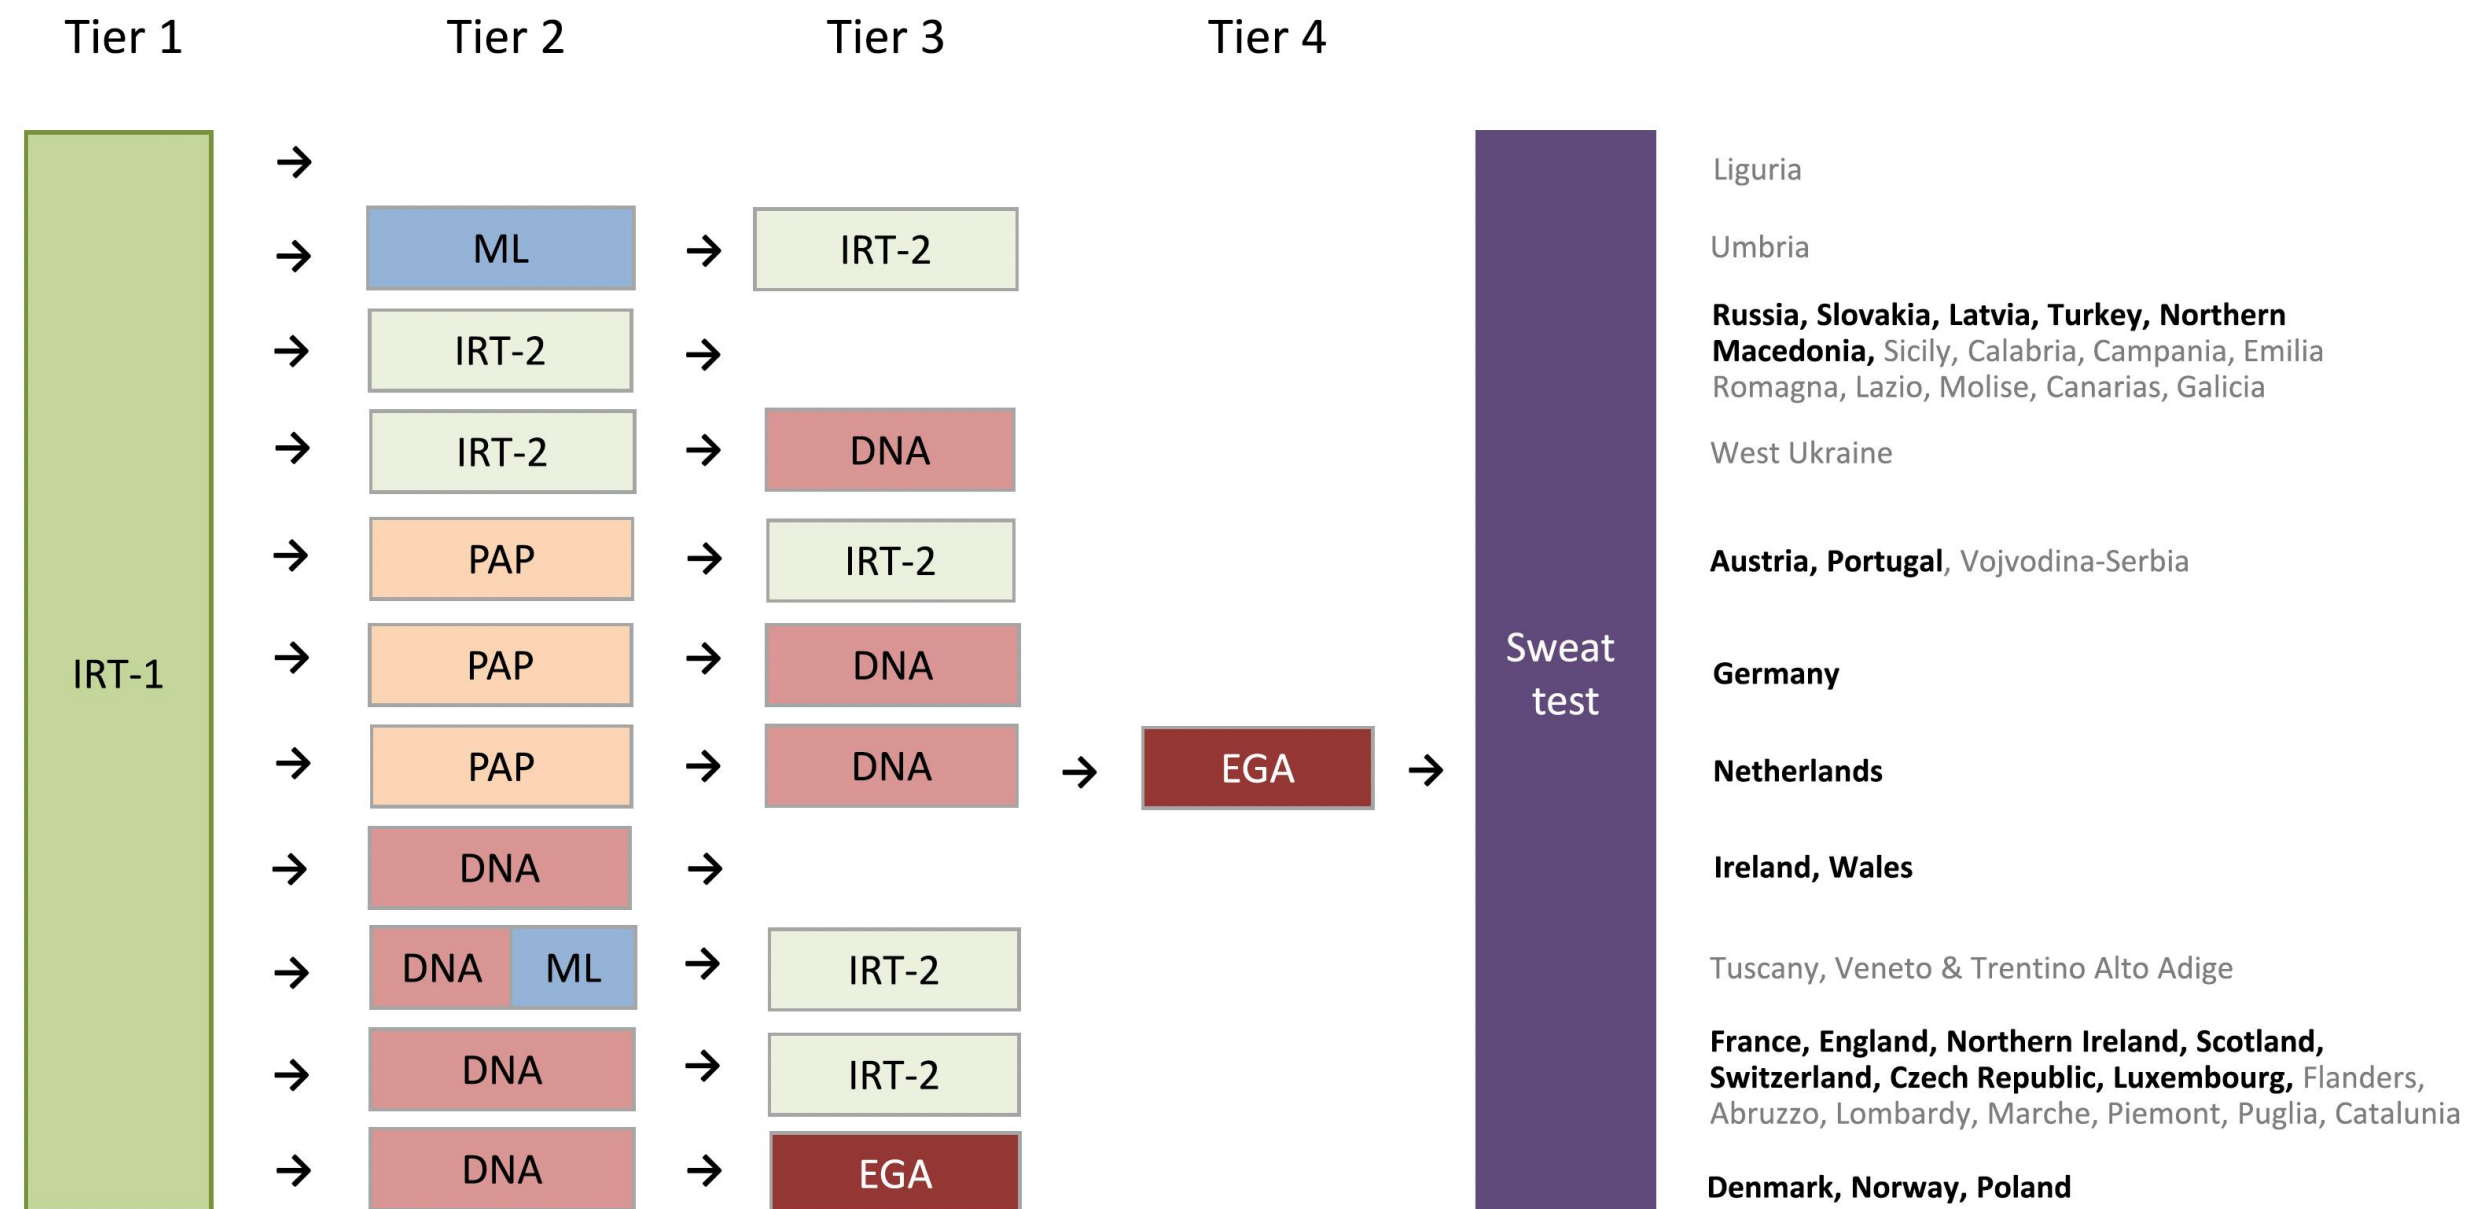 Tier 1 Tier 2 Tier 3 Tier 4
→ Liguria
→ ML → IRT-2 Umbria
→ IRT-2 → Russia, Slovakia, Latvia, Turkey, Northern
Macedonia, Sicily, Calabria, Campania, Emilia
Romagna, Lazio, Molise, Canarias, Galicia
→ IRT-2 → DNA West Ukraine
→ PAP → IRT-2 Austria, Portugal, Vojvodina-Serbia
IRT-1 → PAP → DNA Sweat Germany
test
→ PAP → DNA → EGA → Netherlands
→ DNA → Ireland, Wales
→ DNA ML → IRT-2 Tuscany, Veneto & Trentino Alto Adige
→ DNA → IRT-2 France, England, Northern Ireland, Scotland,
Switzerland, Czech Republic, Luxembourg, Flanders,
Abruzzo, Lombardy, Marche, Piemont, Puglia, Catalunia
→ DNA → EGA Denmark, Norway, Poland